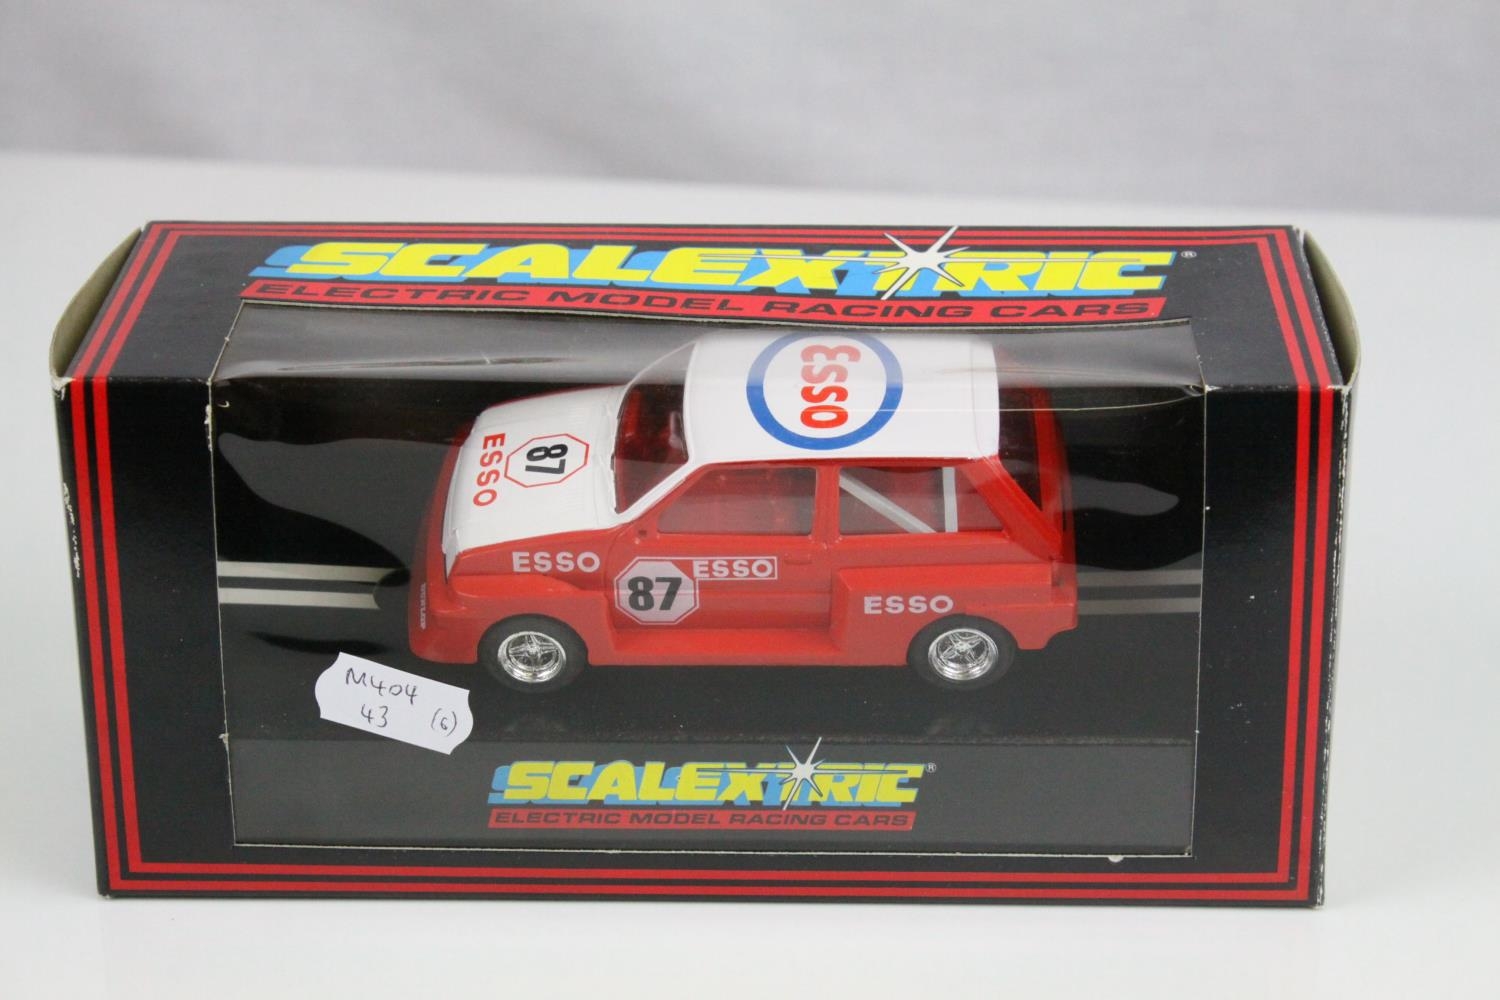 SCALEXTRIC®
ELECTRIC MODEL RACING CARS
ESSO
87
ESSO
ESSO
87
ESSO
ESSO
DUNLOP
M404
43 (6)
SCALEXTRIC®
ELECTRIC MODEL RACING CARS